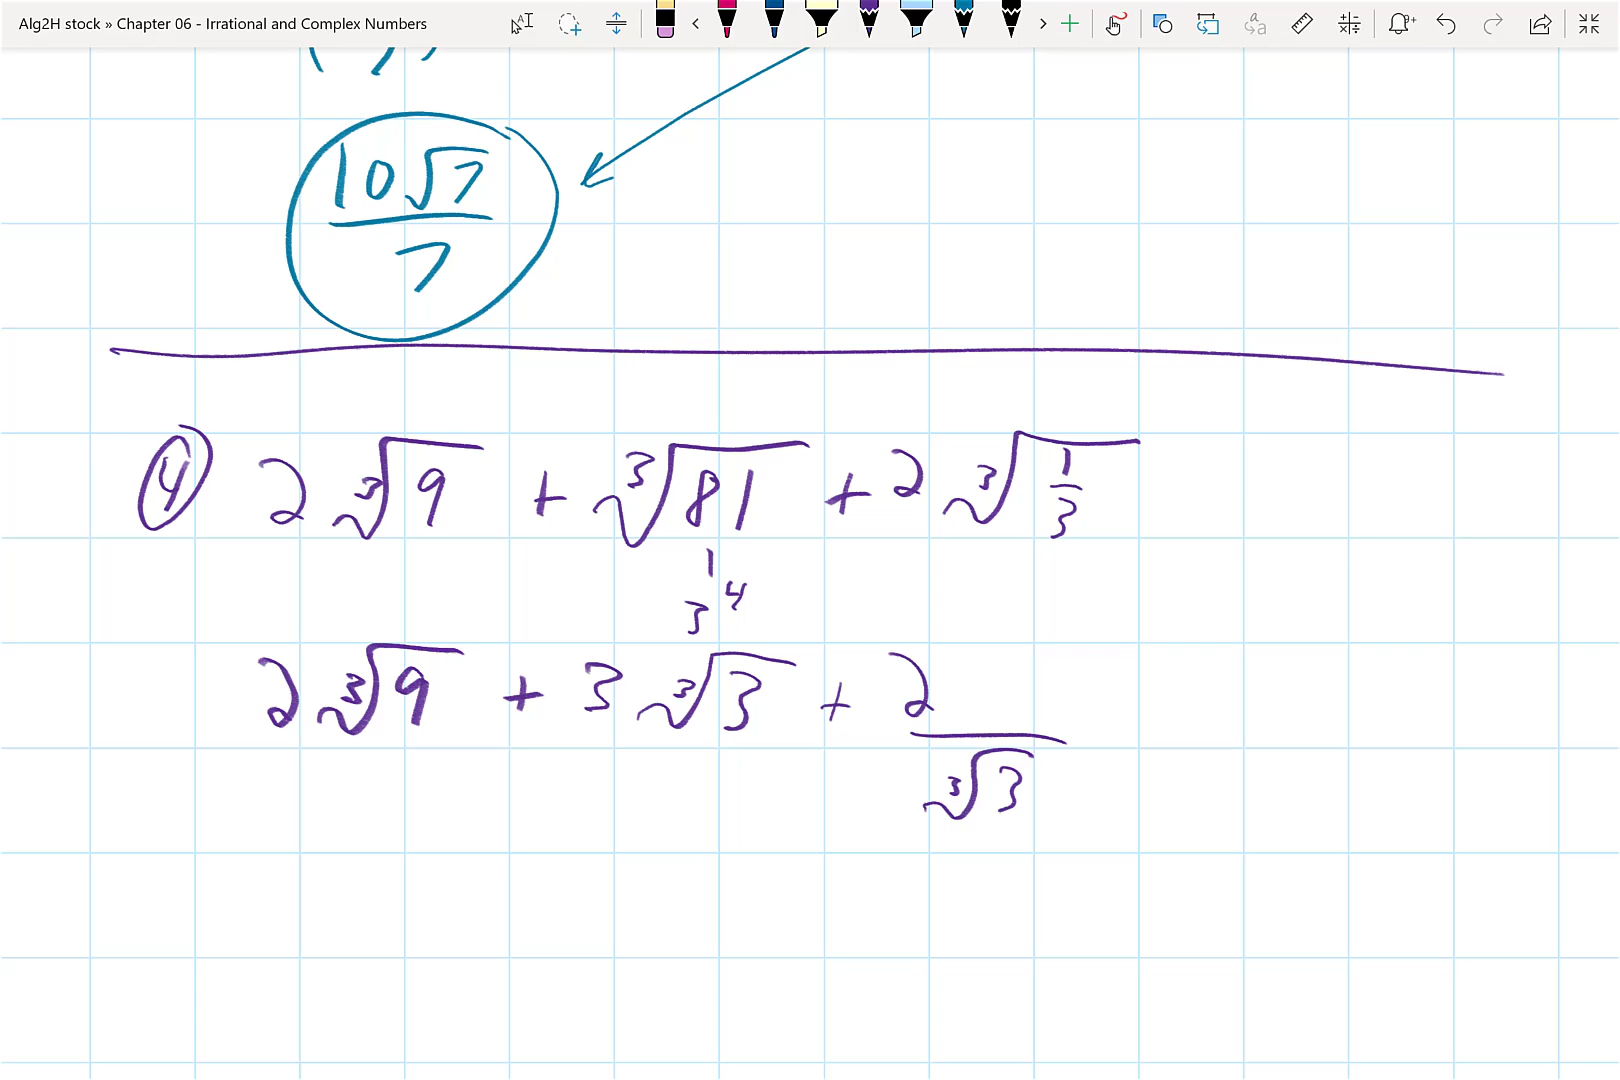 Alg2H stock » Chapter 06 - Irrational and Complex Numbers
10√7
7
④ 2 ∛9 + ∛81 + 2 ∛(1/3)
3⁴
2 ∛9 + 3 ∛3 + 2
∛3